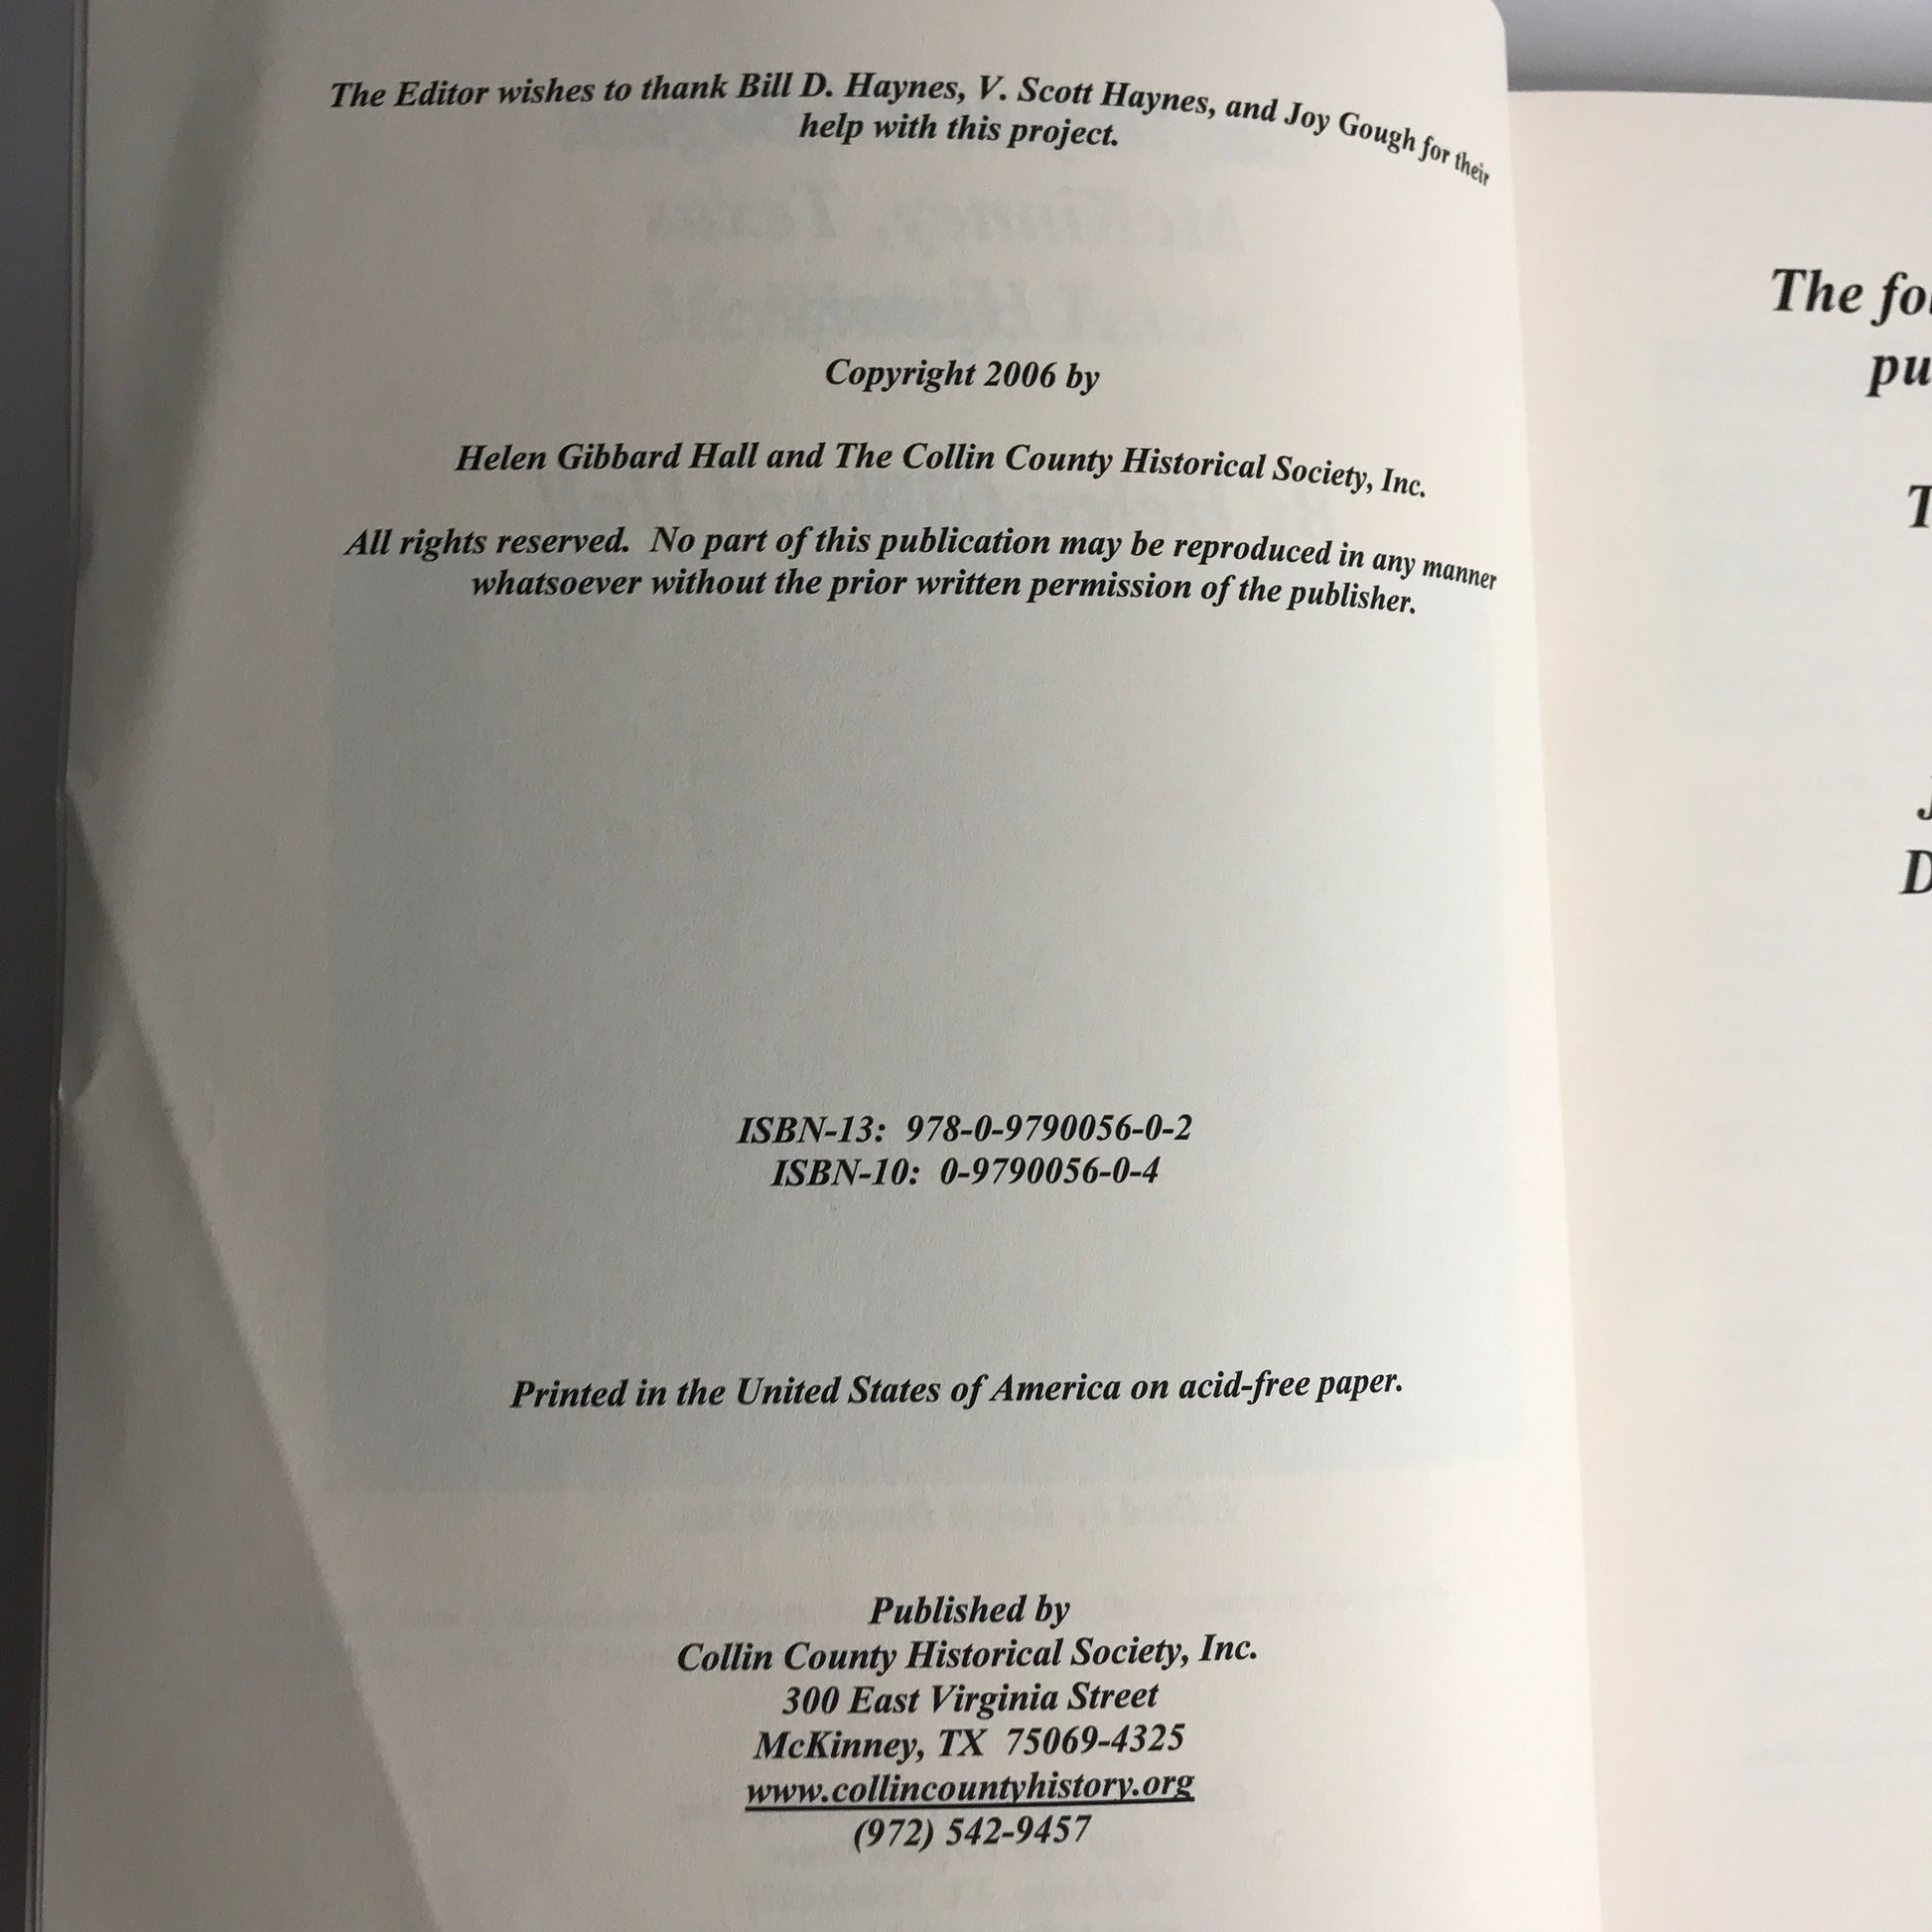 The Editor wishes to thank Bill D. Haynes, V. Scott Haynes, and Joy Gough for their
help with this project.
Copyright 2006 by
Helen Gibbard Hall and The Collin County Historical Society, Inc.
All rights reserved. No part of this publication may be reproduced in any manner
whatsoever without the prior written permission of the publisher.
ISBN-13: 978-0-9790056-0-2
ISBN-10: 0-9790056-0-4
Printed in the United States of America on acid-free paper.
Published by
Collin County Historical Society, Inc.
300 East Virginia Street
McKinney, TX 75069-4325
www.collincountyhistory.org
(972) 542-9457
The